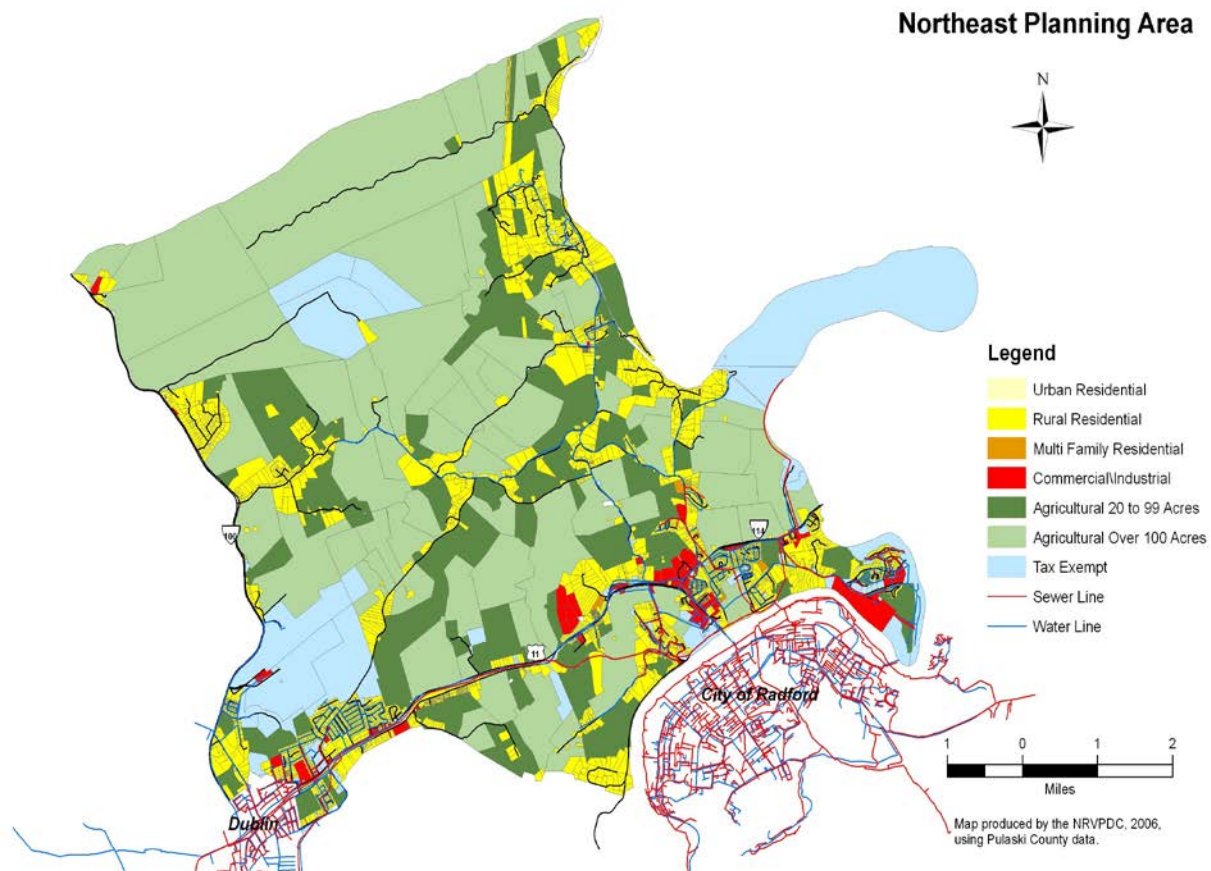 Northeast Planning Area
N
Legend
Urban Residential
Rural Residential
Multi Family Residential
Commercial\Industrial
Agricultural 20 to 99 Acres
Agricultural Over 100 Acres
Tax Exempt
Sewer Line
Water Line
100
114
11
City of Radford
Dublin
1 0 1 2
Miles
Map produced by the NRVPDC, 2006,
using Pulaski County data.